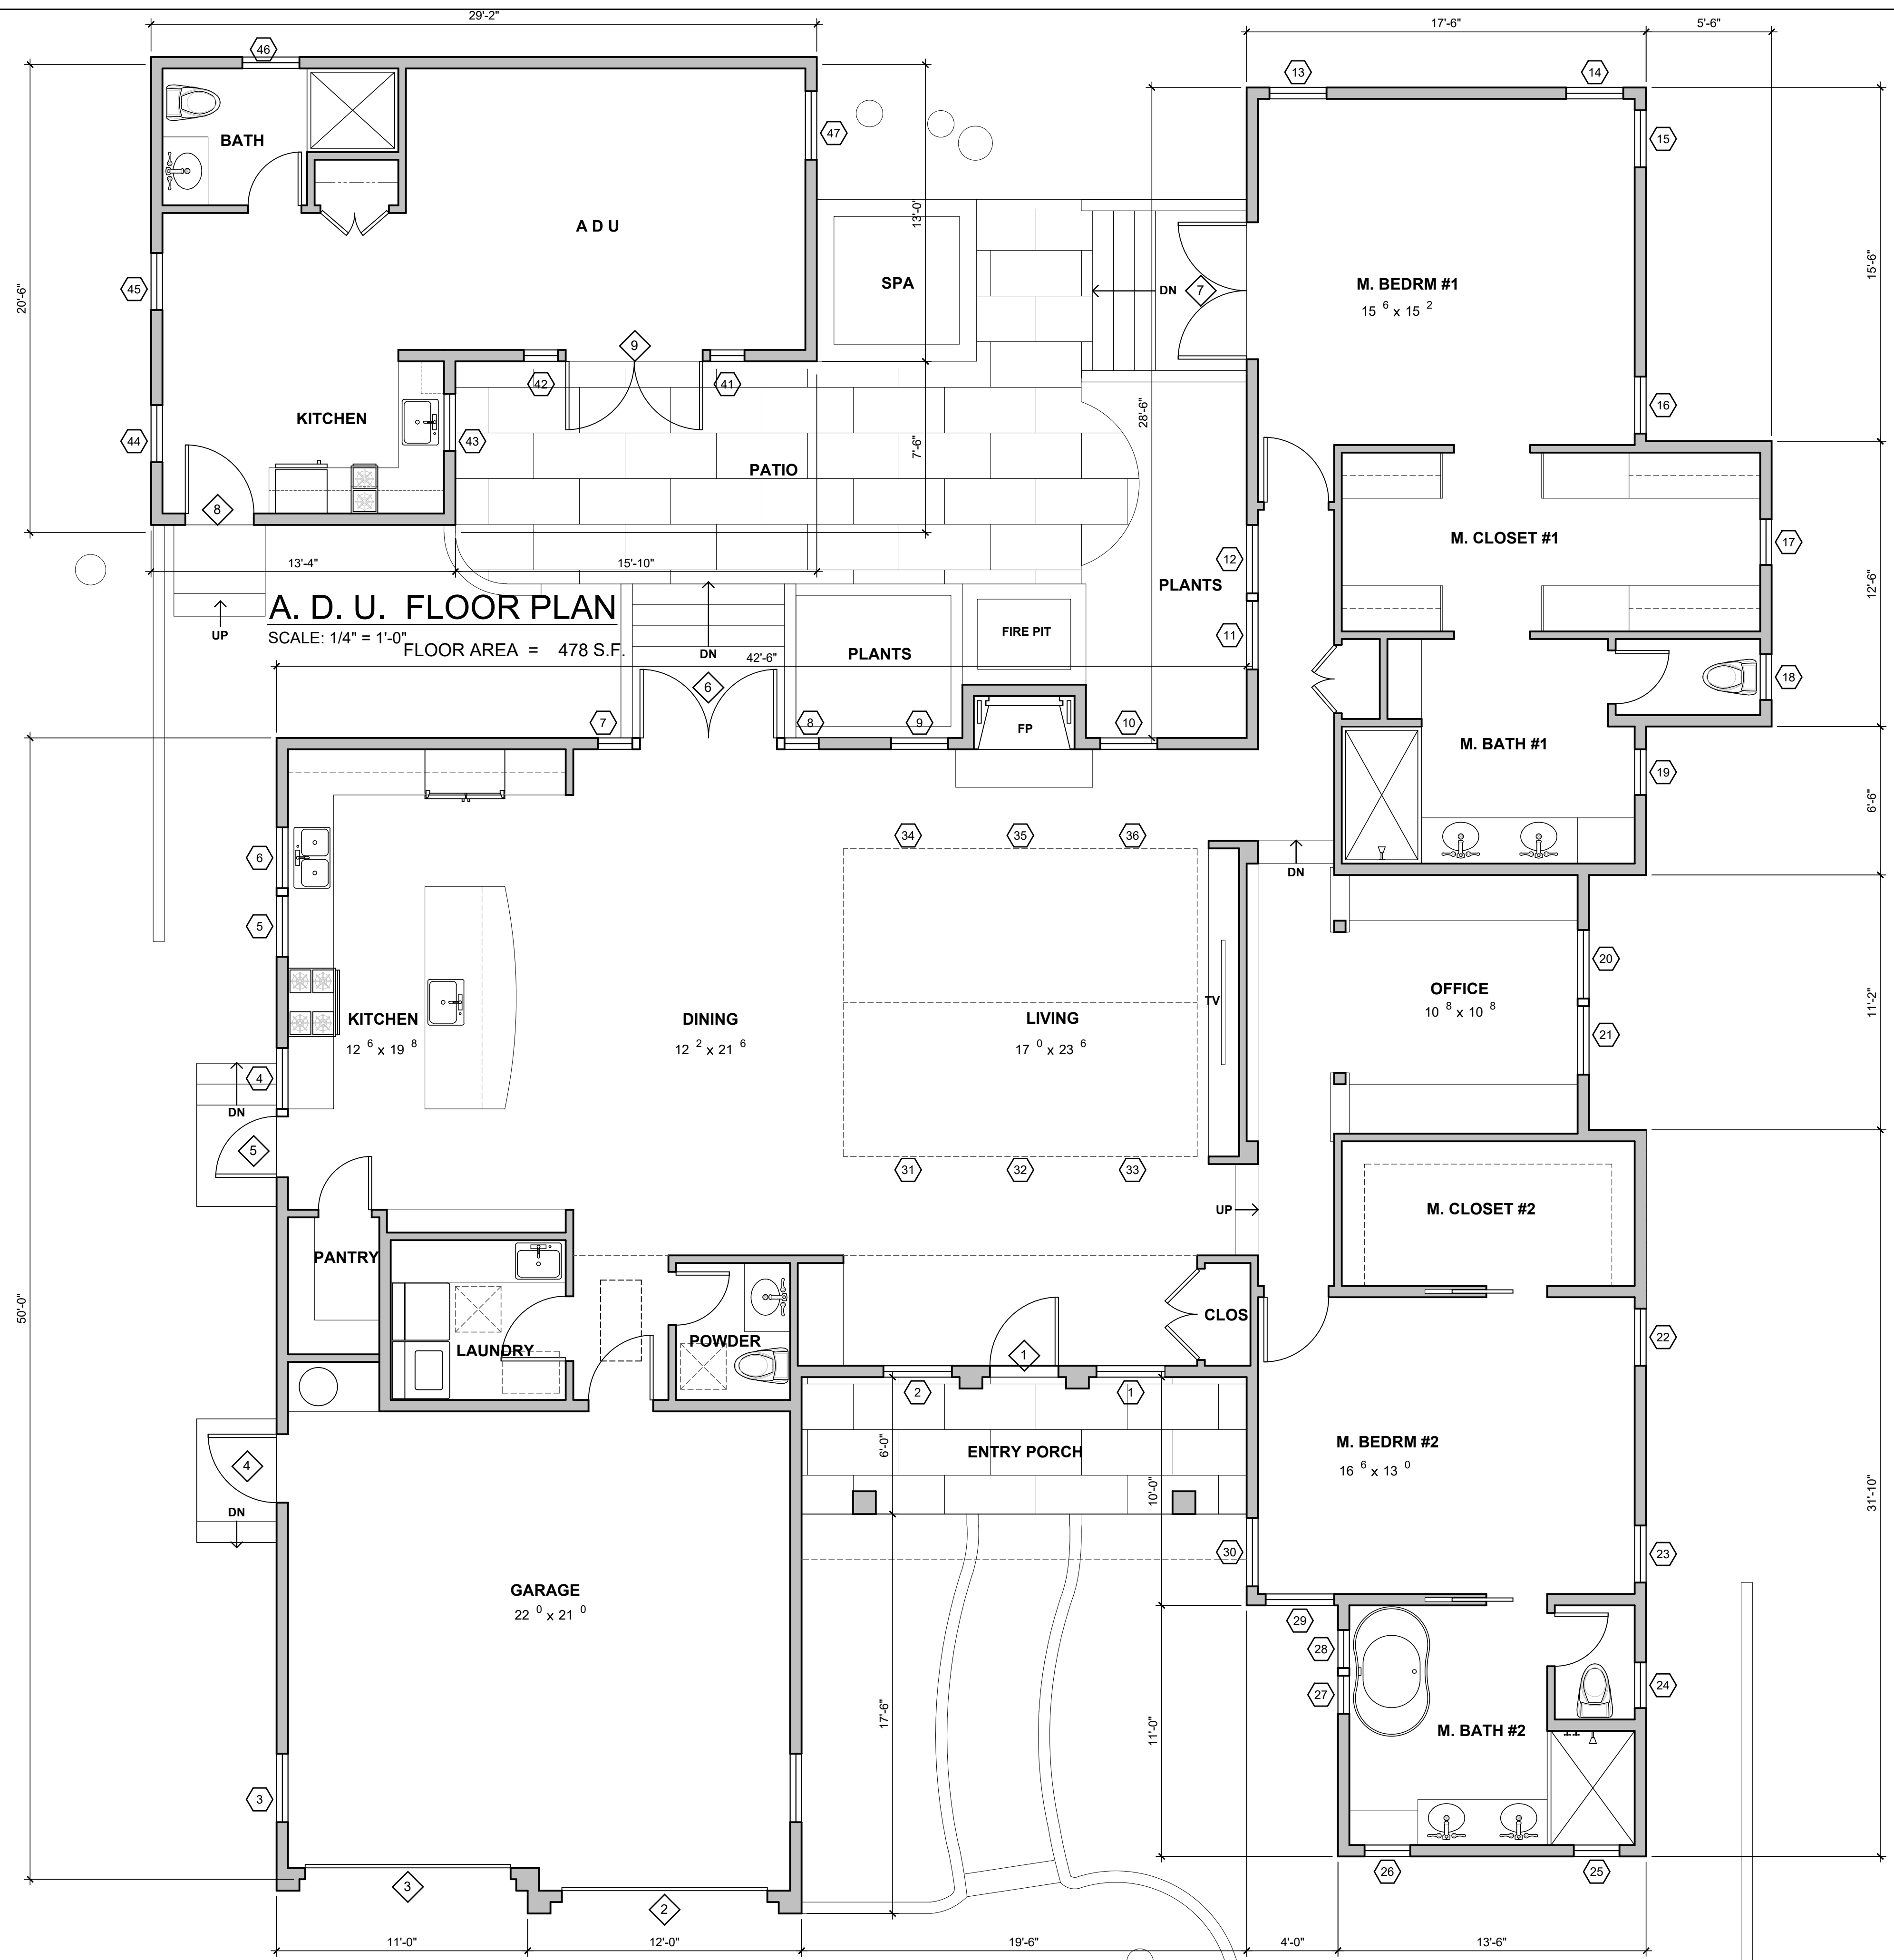 29'-2"
17'-6"
5'-6"
46
13
14
47
15
BATH
A D U
13'-0"
20'-6"
45
SPA
DN
7
M. BEDRM #1
15 6 x 15 2
15'-6"
9
42
41
28'-6"
16
KITCHEN
44
43
7'-6"
PATIO
8
M. CLOSET #1
17
12
13'-4"
15'-10"
PLANTS
12'-6"
A. D. U. FLOOR PLAN
UP
SCALE: 1/4" = 1'-0"
FLOOR AREA = 478 S.F.
DN
42'-6"
PLANTS
FIRE PIT
11
6
18
7
8
9
FP
10
M. BATH #1
19
6'-6"
34
35
36
6
DN
5
20
TV
OFFICE
10 8 x 10 8
11'-2"
KITCHEN
12 6 x 19 8
DINING
12 2 x 21 6
LIVING
17 0 x 23 6
21
4
DN
5
31
32
33
UP
M. CLOSET #2
PANTRY
50'-0"
CLOS
22
LAUNDRY
POWDER
1
2
1
4
6'-0"
ENTRY PORCH
M. BEDRM #2
16 6 x 13 0
10'-0"
31'-10"
DN
30
23
GARAGE
22 0 x 21 0
29
28
27
24
17'-6"
11'-0"
M. BATH #2
3
26
25
3
2
11'-0"
12'-0"
19'-6"
4'-0"
13'-6"